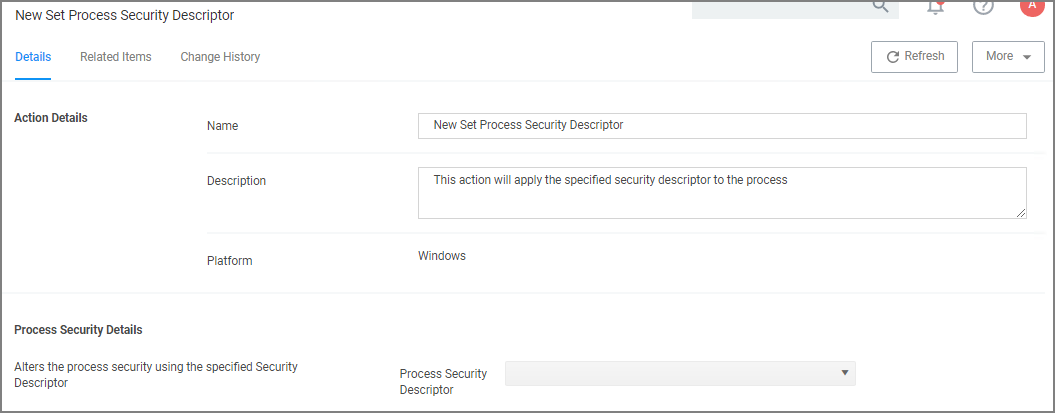 New Set Process Security Descriptor
A
Details
Related Items
Change History
Refresh
More
Action Details
Name
New Set Process Security Descriptor
Description
This action will apply the specified security descriptor to the process
Platform
Windows
Process Security Details
Alters the process security using the specified Security
Descriptor
Process Security
Descriptor